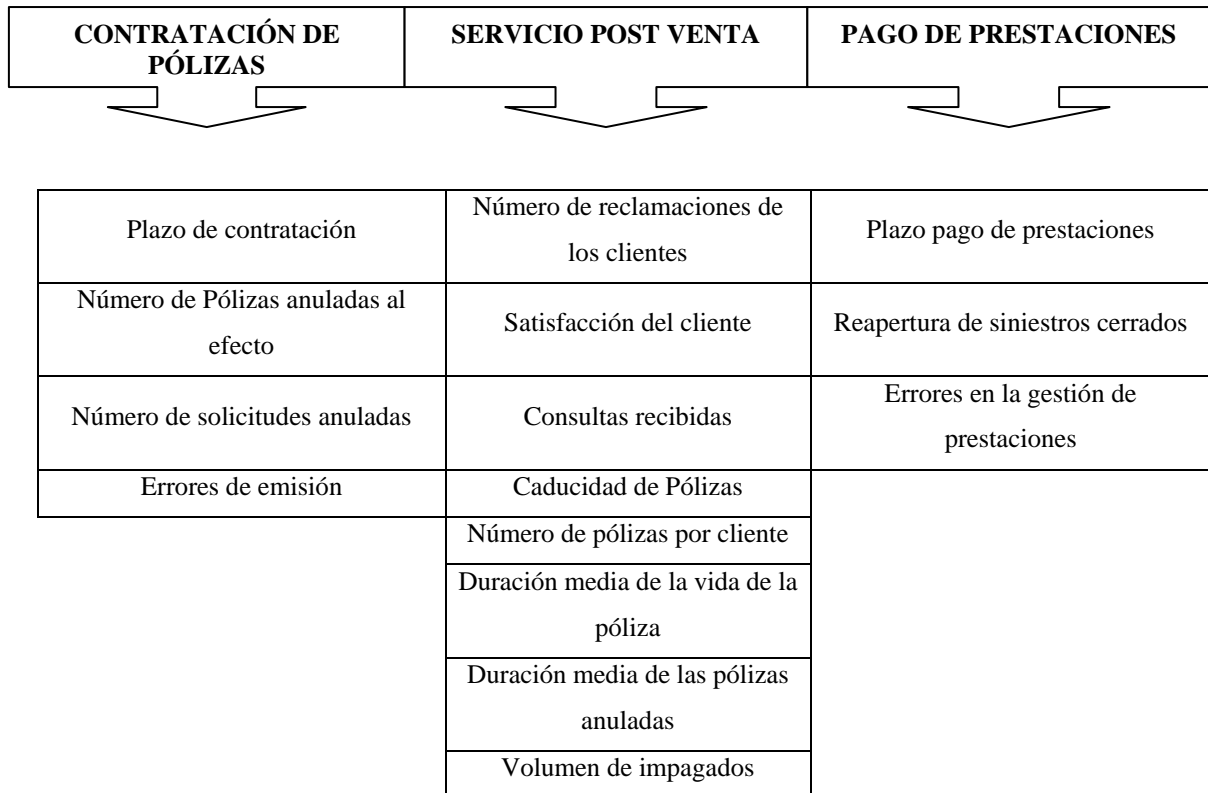 CONTRATACIÓN DE
PÓLIZAS
SERVICIO POST VENTA
PAGO DE PRESTACIONES
Plazo de contratación
Número de reclamaciones de
los clientes
Plazo pago de prestaciones
Número de Pólizas anuladas al
efecto
Satisfacción del cliente
Reapertura de siniestros cerrados
Número de solicitudes anuladas
Consultas recibidas
Errores en la gestión de
prestaciones
Errores de emisión
Caducidad de Pólizas
Número de pólizas por cliente
Duración media de la vida de la
póliza
Duración media de las pólizas
anuladas
Volumen de impagados